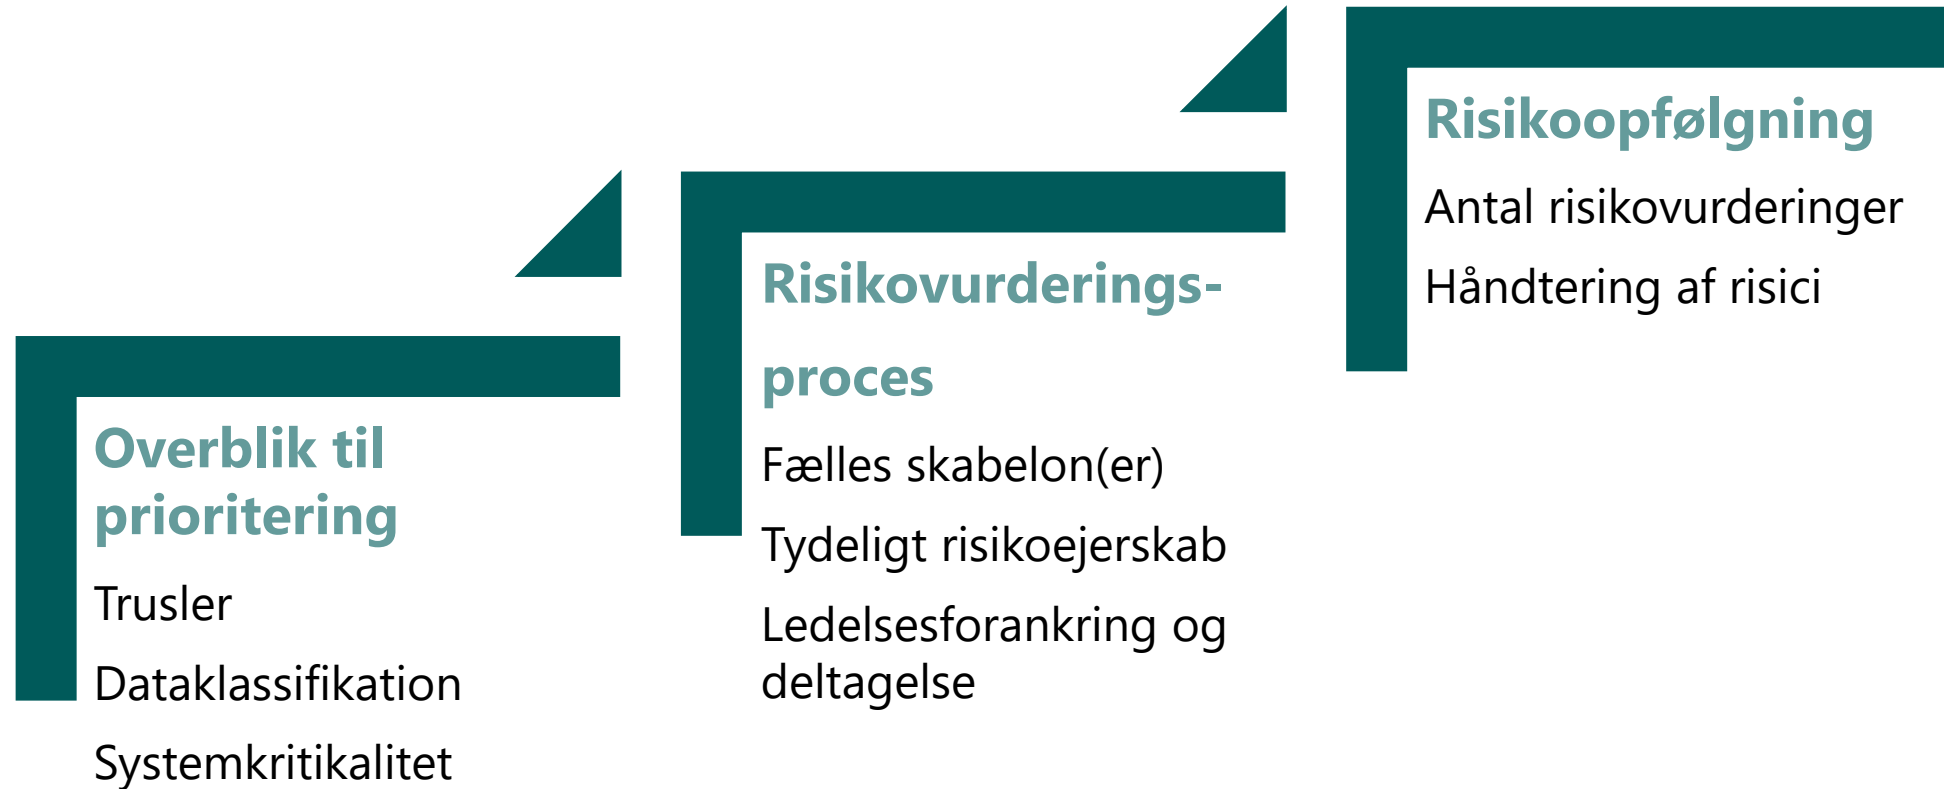 Overblik til
prioritering
Trusler
Dataklassifikation
Systemkritikalitet
Risikovurderings-
proces
Fælles skabelon(er)
Tydeligt risikoejerskab
Ledelsesforankring og
deltagelse
Risikoopfølgning
Antal risikovurderinger
Håndtering af risici